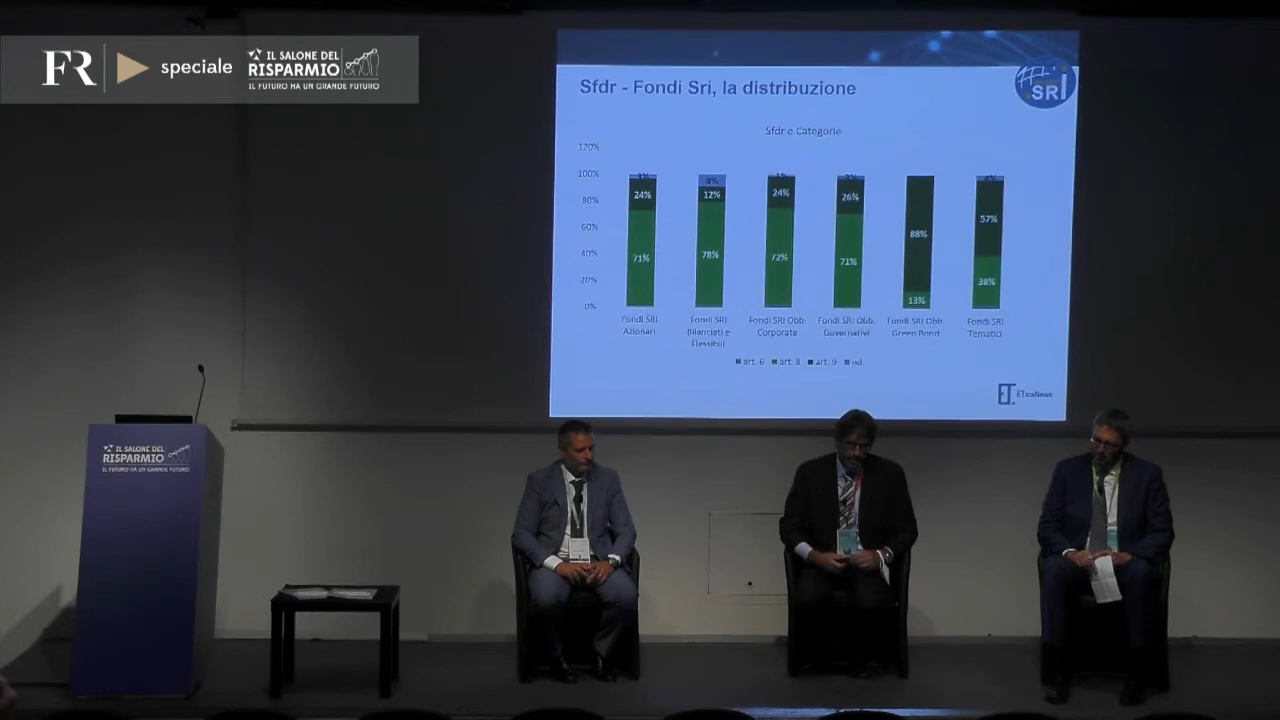 FR
speciale
IL SALONE DEL
RISPARMIO
IL FUTURO HA UN GRANDE FUTURO
Sfdr - Fondi Sri, la distribuzione
SRI
Sfdr e Categorie
120%
100%
80%
60%
40%
20%
0%
24%
71%
9%
12%
78%
24%
72%
26%
71%
88%
13%
57%
38%
Fondi SRI
Azionari
Fondi SRI
Bilanciati e
Flessibili
Fondi SRI Obb.
Corporate
Fondi SRI Obb.
Governativi
Fondi SRI Obb.
Green Bond
Fondi SRI
Tematici
art. 6 art. 8 art. 9 nd
ET.
ETicaNews
IL SALONE DEL
RISPARMIO
IL FUTURO HA UN GRANDE FUTURO